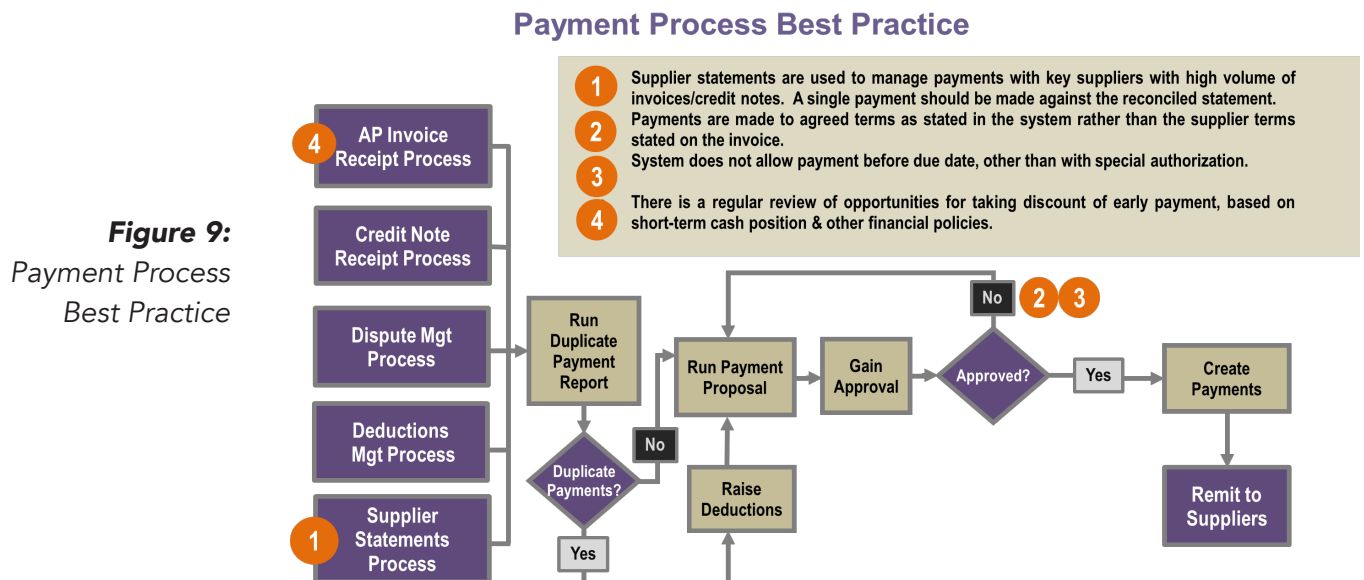 Payment Process Best Practice
1
Supplier statements are used to manage payments with key suppliers with high volume of
invoices/credit notes. A single payment should be made against the reconciled statement.
2
Payments are made to agreed terms as stated in the system rather than the supplier terms
stated on the invoice.
3
System does not allow payment before due date, other than with special authorization.
4
There is a regular review of opportunities for taking discount of early payment, based on
short-term cash position & other financial policies.
Figure 9:
Payment Process
Best Practice
4
AP Invoice
Receipt Process
Credit Note
Receipt Process
Dispute Mgt
Process
Deductions
Mgt Process
1
Supplier
Statements
Process
Run
Duplicate
Payment
Report
Duplicate
Payments?
No
Yes
Run Payment
Proposal
Raise
Deductions
Gain
Approval
Approved?
No
2
3
Yes
Create
Payments
Remit to
Suppliers